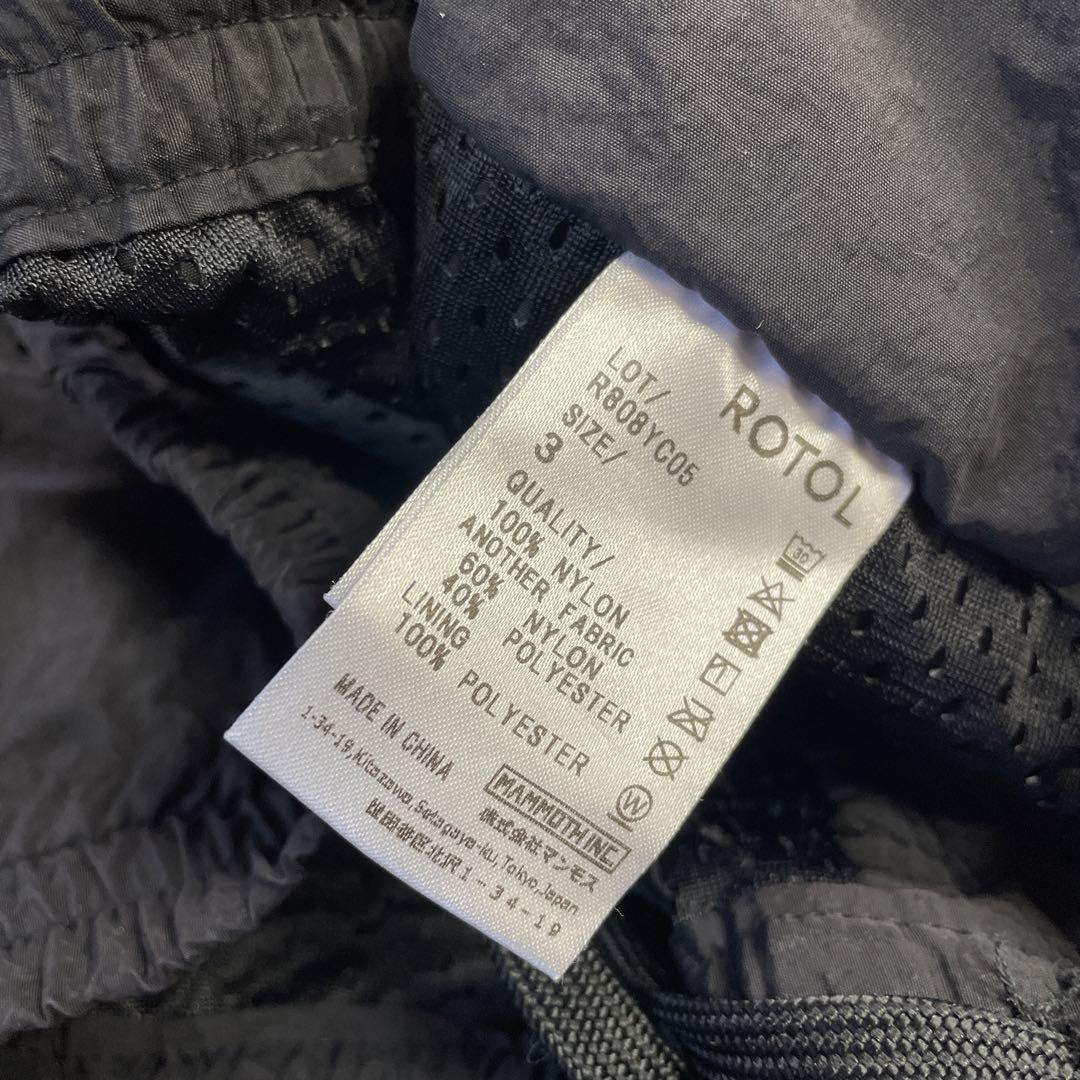 ROTOL
LOT/
R808YC05
SIZE/
3
QUALITY/
100% NYLON
ANOTHER FABRIC
60% NYLON
40% POLYESTER
LINING
100% POLYESTER
MADE IN CHINA
30
W
MAMMOTH INC
株式会社マンモス
1-34-19,Kitazawa,Setagaya-ku,Tokyo,Japan
世田谷区北沢1-34-19